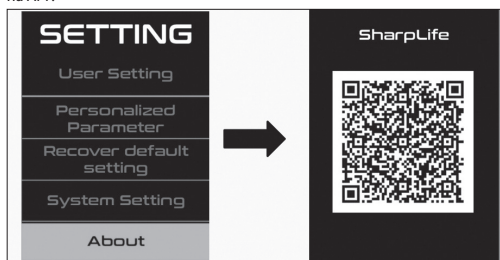 SETTING
User Setting
Personalized
Parameter
Recover default
setting
System Setting
About
SharpLife